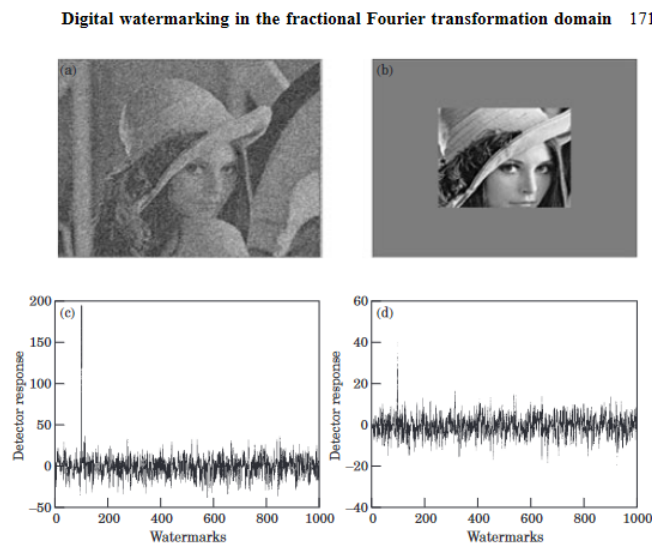 Digital watermarking in the fractional Fourier transformation domain 171
(a)
(b)
(c)
200
150
100
50
0
−50
Detector response
0 200 400 600 800 1000
Watermarks
(d)
60
40
20
0
−20
−40
Detector response
0 200 400 600 800 1000
Watermarks